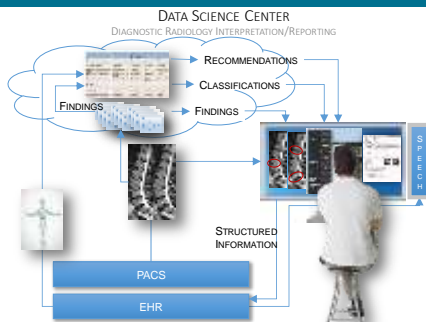 DATA SCIENCE CENTER
DIAGNOSTIC RADIOLOGY INTERPRETATION/REPORTING
RECOMMENDATIONS
CLASSIFICATIONS
FINDINGS
FINDINGS
SPEECH
STRUCTURED
INFORMATION
PACS
EHR